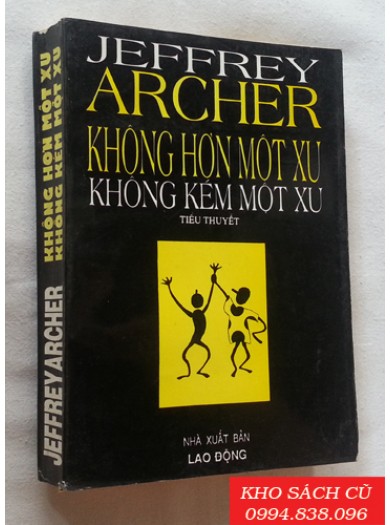 JEFFREY
ARCHER
KHÔNG HƠN MỘT XU
KHÔNG KÉM MỘT XU
TIỂU THUYẾT
NHÀ XUẤT BẢN
LAO ĐỘNG
JEFFREY ARCHER
KHÔNG HƠN MỘT XU
KHÔNG KÉM MỘT XU
KHO SÁCH CŨ
0994.838.096